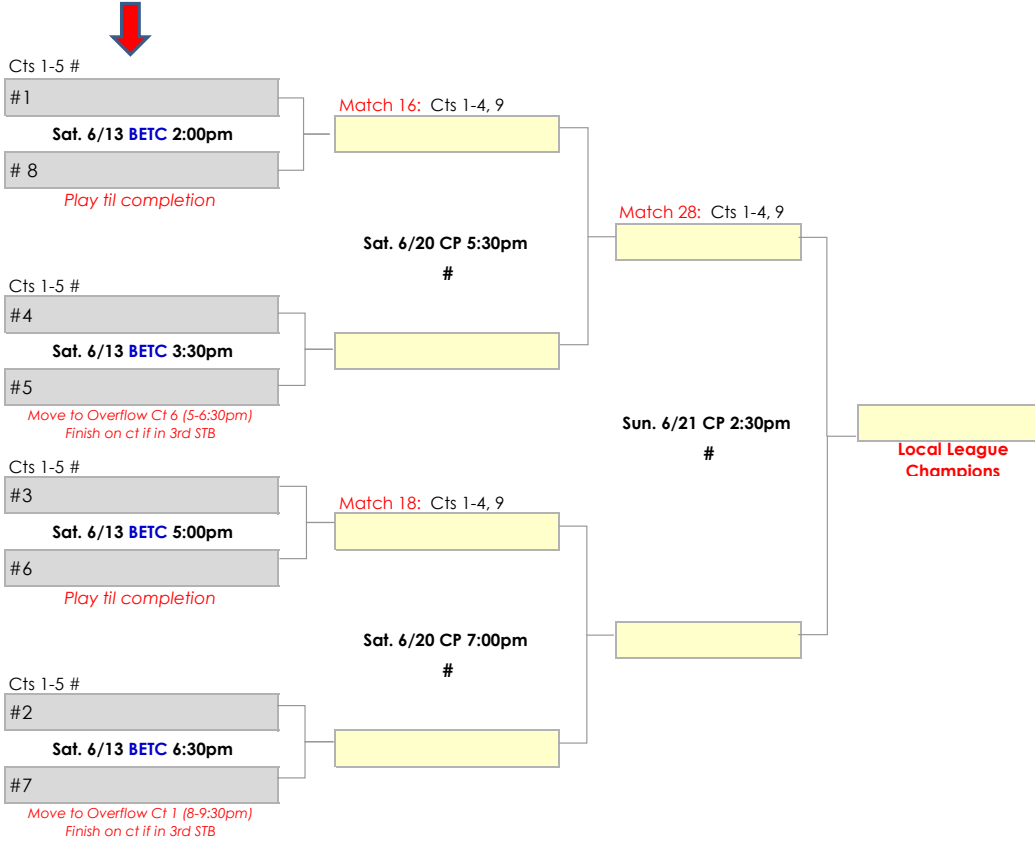 Cts 1-5 #
#1
Sat. 6/13 BETC 2:00pm
# 8
Play til completion
Match 16: Cts 1-4, 9
Sat. 6/20 CP 5:30pm
#
Cts 1-5 #
#4
Sat. 6/13 BETC 3:30pm
#5
Move to Overflow Ct 6 (5-6:30pm)
Finish on ct if in 3rd STB
Match 28: Cts 1-4, 9
Sun. 6/21 CP 2:30pm
#
Local League
Champions
Cts 1-5 #
#3
Sat. 6/13 BETC 5:00pm
#6
Play til completion
Match 18: Cts 1-4, 9
Sat. 6/20 CP 7:00pm
#
Cts 1-5 #
#2
Sat. 6/13 BETC 6:30pm
#7
Move to Overflow Ct 1 (8-9:30pm)
Finish on ct if in 3rd STB